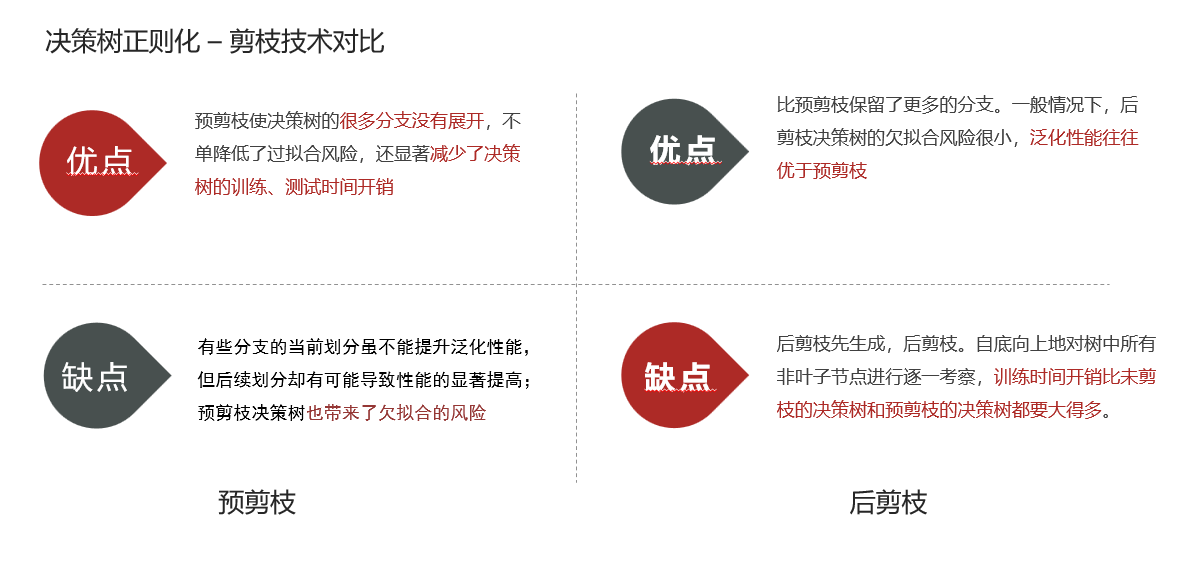 决策树正则化 – 剪枝技术对比
优点
预剪枝使决策树的很多分支没有展开，不
单降低了过拟合风险，还显著减少了决策
树的训练、测试时间开销
优点
比预剪枝保留了更多的分支。一般情况下，后
剪枝决策树的欠拟合风险很小，泛化性能往往
优于预剪枝
缺点
有些分支的当前划分虽不能提升泛化性能，
但后续划分却有可能导致性能的显著提高；
预剪枝决策树也带来了欠拟合的风险
缺点
后剪枝先生成，后剪枝。自底向上地对树中所有
非叶子节点进行逐一考察，训练时间开销比未剪
枝的决策树和预剪枝的决策树都要大得多。
预剪枝
后剪枝